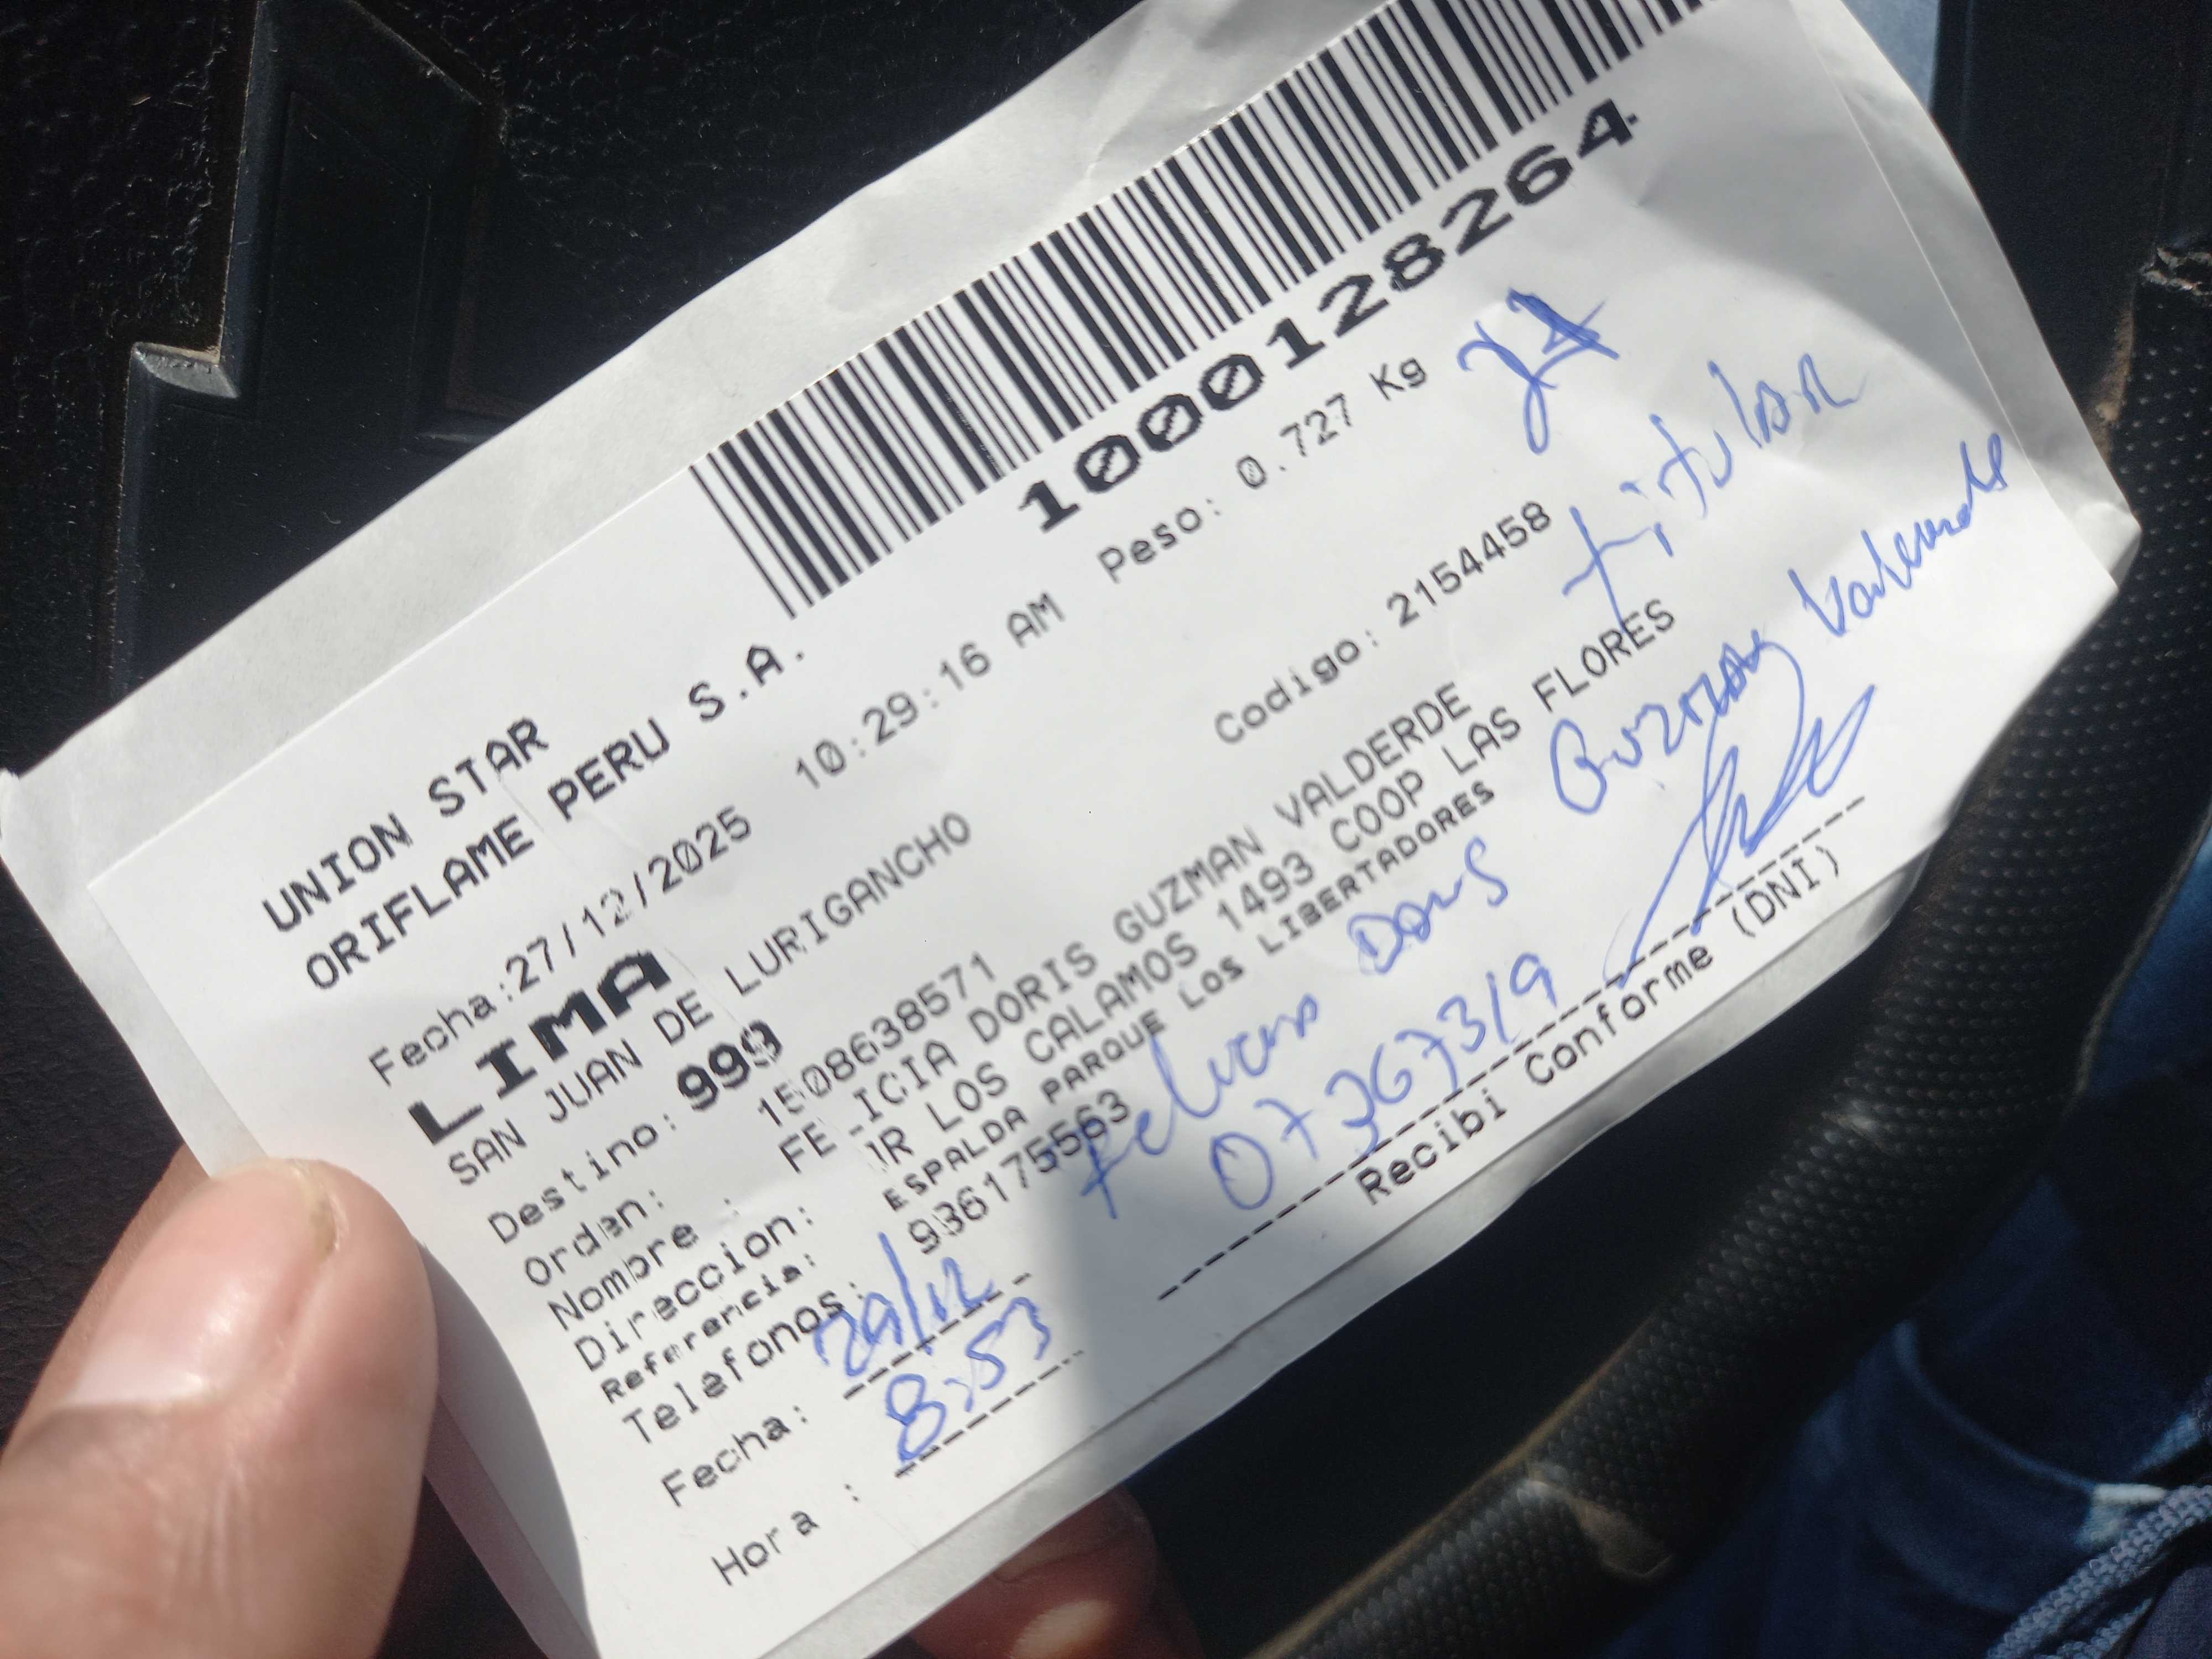 100012828264
UNION STAR
ORIFLAME PERU S.A.
Fecha:27/12/2025 10:29:16 AM Peso: 0.727 Kg
LIMA
SAN JUAN DE LURIGANCHO
Destino: 999 Codigo: 2154458
Orden: 1508638571
Nombre : FELICIA DORIS GUZMAN VALDERDE
Direccion: JR LOS CALAMOS 1493 COOP LAS FLORES
Referencia: ESPALDA PARQUE Los LIBERTADORES
Telefonos: 936175563
titular
Felicia Doris Guzman Valverde
07367319
Fecha: 29/12
Hora : 8:53
Recibi Conforme (DNI)